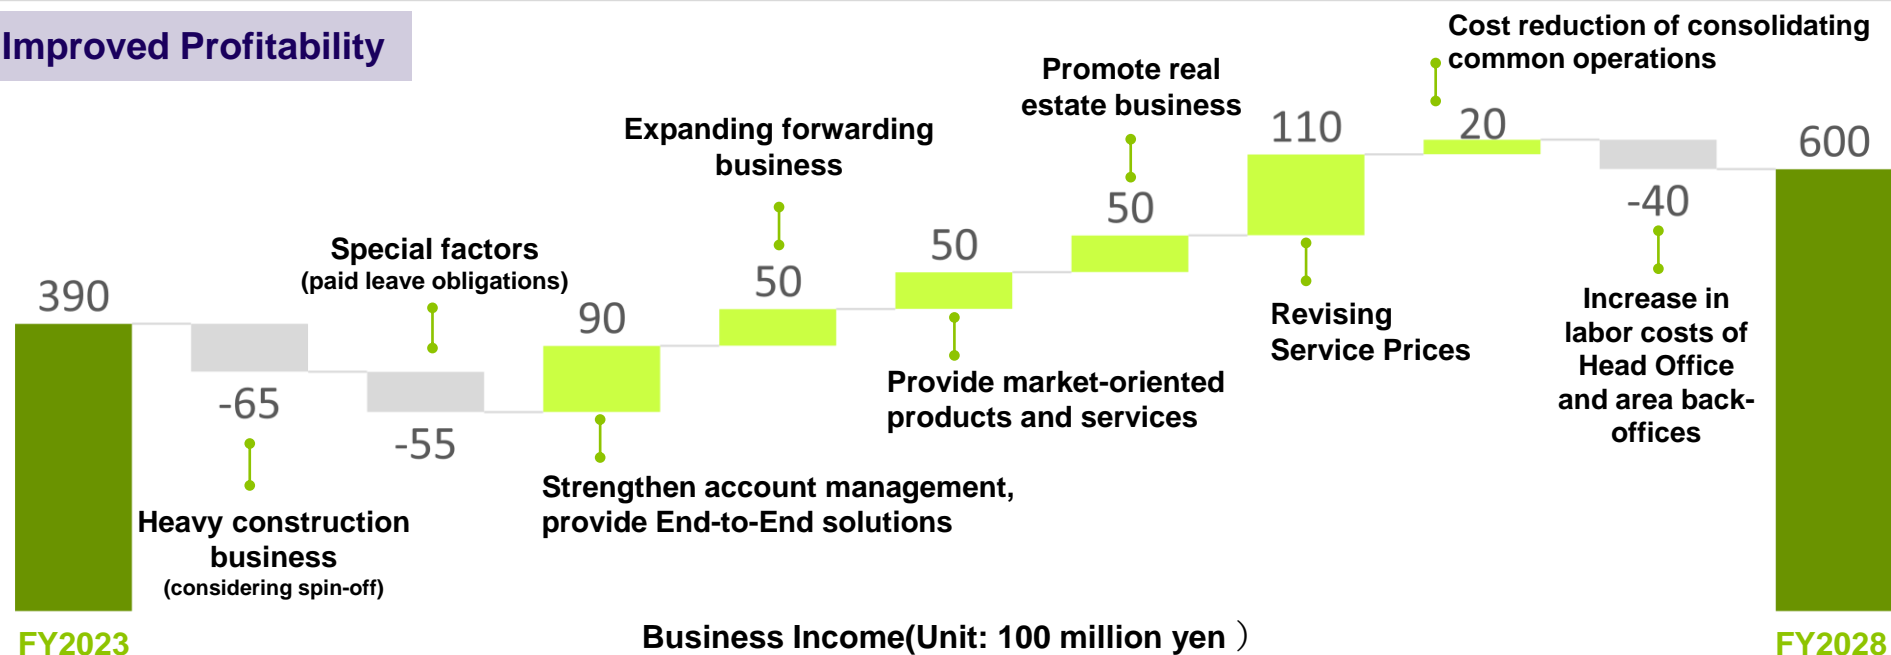 Improved Profitability
390
-65
Heavy construction
business
(considering spin-off)
Special factors
(paid leave obligations)
-55
90
Strengthen account management,
provide End-to-End solutions
Expanding forwarding
business
50
50
Provide market-oriented
products and services
Promote real
estate business
50
110
Revising
Service Prices
Cost reduction of consolidating
common operations
20
-40
Increase in
labor costs of
Head Office
and area back-
offices
600
FY2023
Business Income(Unit: 100 million yen ）
FY2028